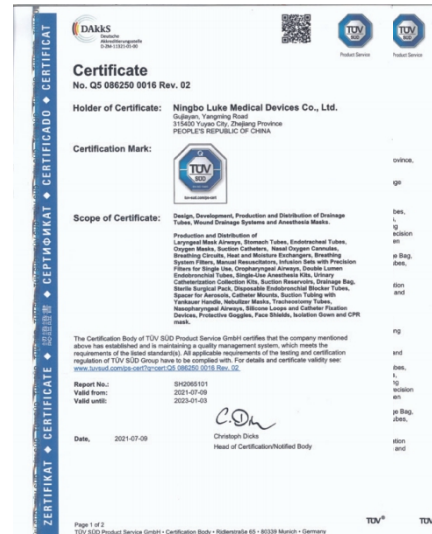 ZERTIFIKAT ◆ CERTIFICATE ◆ 認證證書 ◆ СЕРТИФИКАТ ◆ CERTIFICADO ◆ CERTIFICAT
DAkkS
Deutsche
Akkreditierungsstelle
D-ZM-11321-01-00
TÜV
SÜD
Product Service
TÜV
SÜD
Product Service
Certificate
No. Q5 086250 0016 Rev. 02
Holder of Certificate: Ningbo Luke Medical Devices Co., Ltd.
Gujiayan, Yangming Road
315400 Yuyao City, Zhejiang Province
PEOPLE'S REPUBLIC OF CHINA
Certification Mark:
TÜV
SÜD
tuv-sud.com/ps-cert
Scope of Certificate: Design, Development, Production and Distribution of Drainage
Tubes, Wound Drainage Systems and Anesthesia Masks.
Production and Distribution of
Laryngeal Mask Airways, Stomach Tubes, Endotracheal Tubes,
Oxygen Masks, Suction Catheters, Nasal Oxygen Cannulas,
Breathing Circuits, Heat and Moisture Exchangers, Breathing
System Filters, Manual Resuscitators, Infusion Sets with Precision
Filters for Single Use, Oropharyngeal Airways, Double Lumen
Endobronchial Tubes, Single-Use Anesthesia Kits, Urinary
Catheterization Collection Kits, Suction Reservoirs, Drainage Bag,
Sterile Surgical Pack, Disposable Endobronchial Blocker Tubes,
Spacer for Aerosols, Catheter Mounts, Suction Tubing with
Yankauer Handle, Nebulizer Masks, Tracheostomy Tubes,
Nasopharyngeal Airways, Silicone Loops and Catheter Fixation
Devices, Protective Goggles, Face Shields, Isolation Gown and CPR
mask.
The Certification Body of TÜV SÜD Product Service GmbH certifies that the company mentioned
above has established and is maintaining a quality management system, which meets the
requirements of the listed standard(s). All applicable requirements of the testing and certification
regulation of TÜV SÜD Group have to be complied with. For details and certificate validity see:
www.tuvsud.com/ps-cert?q=cert:Q5 086250 0016 Rev. 02
Report No.: SH2065101
Valid from: 2021-07-09
Valid until: 2023-01-03
Date, 2021-07-09
Christoph Dicks
Head of Certification/Notified Body
Page 1 of 2
TÜV SÜD Product Service GmbH • Certification Body • Ridlerstraße 65 • 80339 Munich • Germany
TÜV®
TÜV